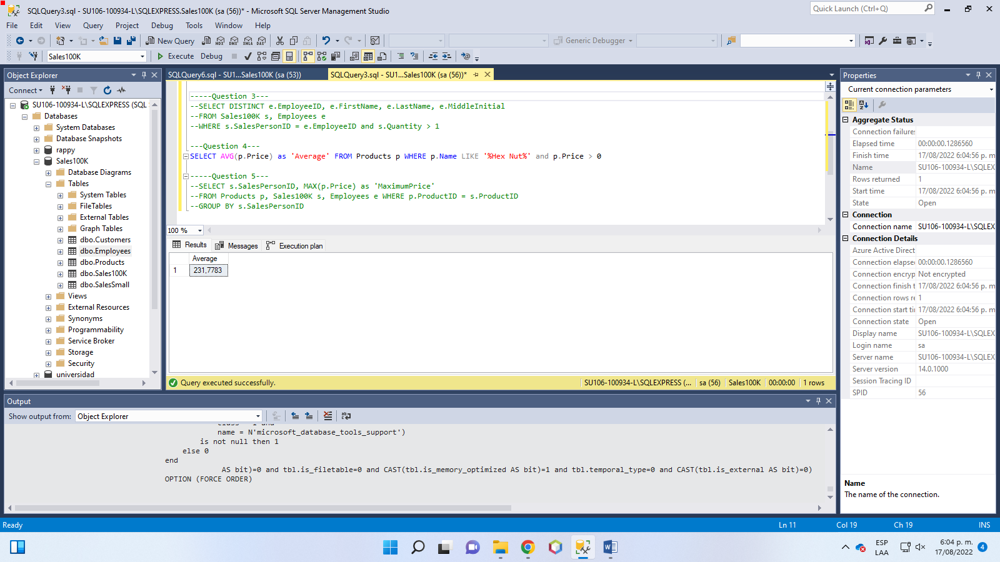 SQLQuery3.sql - SU106-100934-L\SQLEXPRESS.Sales100K (sa (56))* - Microsoft SQL Server Management Studio
Quick Launch (Ctrl+Q)
File Edit View Query Project Debug Tools Window Help
New Query MDX DMX XMLA DAX Generic Debugger
Sales100K Execute Debug
Object Explorer
Connect
SU106-100934-L\SQLEXPRESS (SQL
Databases
System Databases
Database Snapshots
rappy
Sales100K
Database Diagrams
Tables
System Tables
FileTables
External Tables
Graph Tables
dbo.Customers
dbo.Employees
dbo.Products
dbo.Sales100K
dbo.SalesSmall
Views
External Resources
Synonyms
Programmability
Service Broker
Storage
Security
universidad
SQLQuery6.sql - SU1...Sales100K (sa (53)) SQLQuery3.sql - SU1...Sales100K (sa (56))*
-----Question 3---
--SELECT DISTINCT e.EmployeeID, e.FirstName, e.LastName, e.MiddleInitial
--FROM Sales100K s, Employees e
--WHERE s.SalesPersonID = e.EmployeeID and s.Quantity > 1
---Question 4---
SELECT AVG(p.Price) as 'Average' FROM Products p WHERE p.Name LIKE '%Hex Nut%' and p.Price > 0
-----Question 5---
--SELECT s.SalesPersonID, MAX(p.Price) as 'MaximumPrice'
--FROM Products p, Sales100K s, Employees e WHERE p.ProductID = s.ProductID
--GROUP BY s.SalesPersonID
100 %
Results Messages Execution plan
Average
1 231,7783
Query executed successfully. SU106-100934-L\SQLEXPRESS (... sa (56) Sales100K 00:00:00 1 rows
Properties
Current connection parameters
Aggregate Status
Connection failures
Elapsed time 00:00:00.1286560
Finish time 17/08/2022 6:04:56 p. m
Name SU106-100934-L\SQLEX
Rows returned 1
Start time 17/08/2022 6:04:56 p. m
State Open
Connection
Connection name SU106-100934-L\SQLEX
Connection Details
Azure Active Direct
Connection elapse 00:00:00.1286560
Connection encryp Not encrypted
Connection finish t 17/08/2022 6:04:56 p. m
Connection rows re 1
Connection start ti 17/08/2022 6:04:56 p. m
Connection state Open
Display name SU106-100934-L\SQLEX
Login name sa
Server name SU106-100934-L\SQLEX
Server version 14.0.1000
Session Tracing ID
SPID 56
Name
The name of the connection.
Output
Show output from: Object Explorer
name = N'microsoft_database_tools_support')
is not null then 1
else 0
end
AS bit)=0 and tbl.is_filetable=0 and CAST(tbl.is_memory_optimized AS bit)=1 and tbl.temporal_type=0 and CAST(tbl.is_external AS bit)=0)
OPTION (FORCE ORDER)
Ready Ln 11 Col 19 Ch 19 INS
ESP
LAA
6:04 p. m.
17/08/2022
4